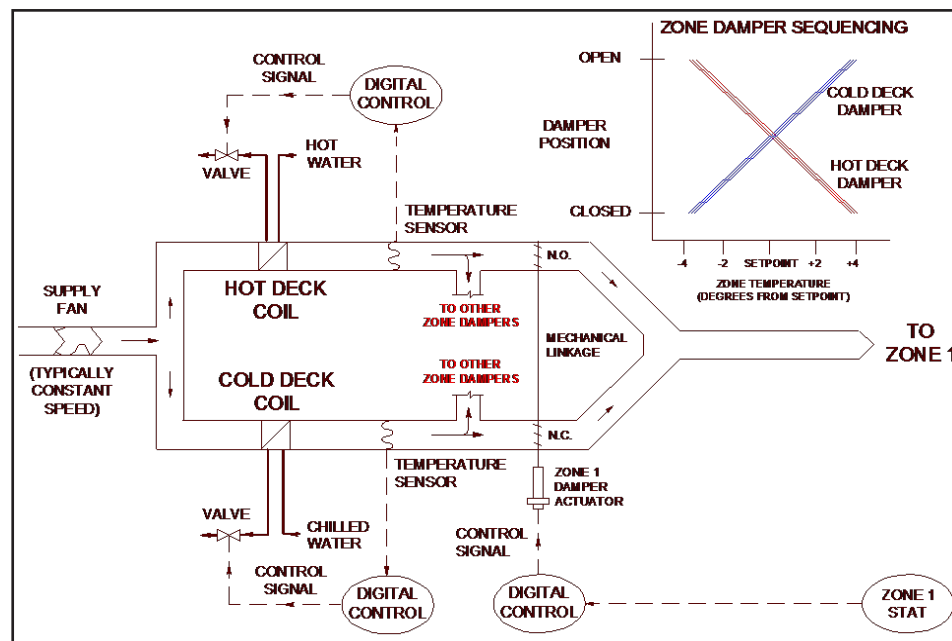 ZONE DAMPER SEQUENCING
OPEN
COLD DECK
DAMPER
DAMPER
POSITION
HOT DECK
DAMPER
CLOSED
-4
-2
SETPOINT
+2
+4
ZONE TEMPERATURE
(DEGREES FROM SETPOINT)
CONTROL
SIGNAL
DIGITAL
CONTROL
HOT
WATER
VALVE
TEMPERATURE
SENSOR
N.O.
HOT DECK
COIL
SUPPLY
FAN
TO OTHER
ZONE DAMPERS
MECHANICAL
LINKAGE
TO
ZONE 1
(TYPICALLY
CONSTANT
SPEED)
COLD DECK
COIL
TO OTHER
ZONE DAMPERS
N.C.
TEMPERATURE
SENSOR
ZONE 1
DAMPER
ACTUATOR
VALVE
CHILLED
WATER
CONTROL
SIGNAL
CONTROL
SIGNAL
DIGITAL
CONTROL
DIGITAL
CONTROL
ZONE 1
STAT